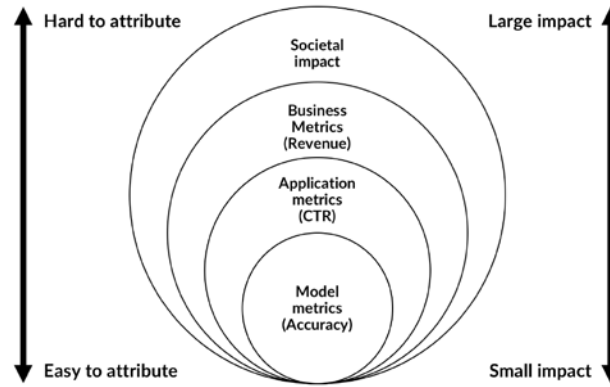 Hard to attribute
Large impact
Societal
impact
Business
Metrics
(Revenue)
Application
metrics
(CTR)
Model
metrics
(Accuracy)
Easy to attribute
Small impact